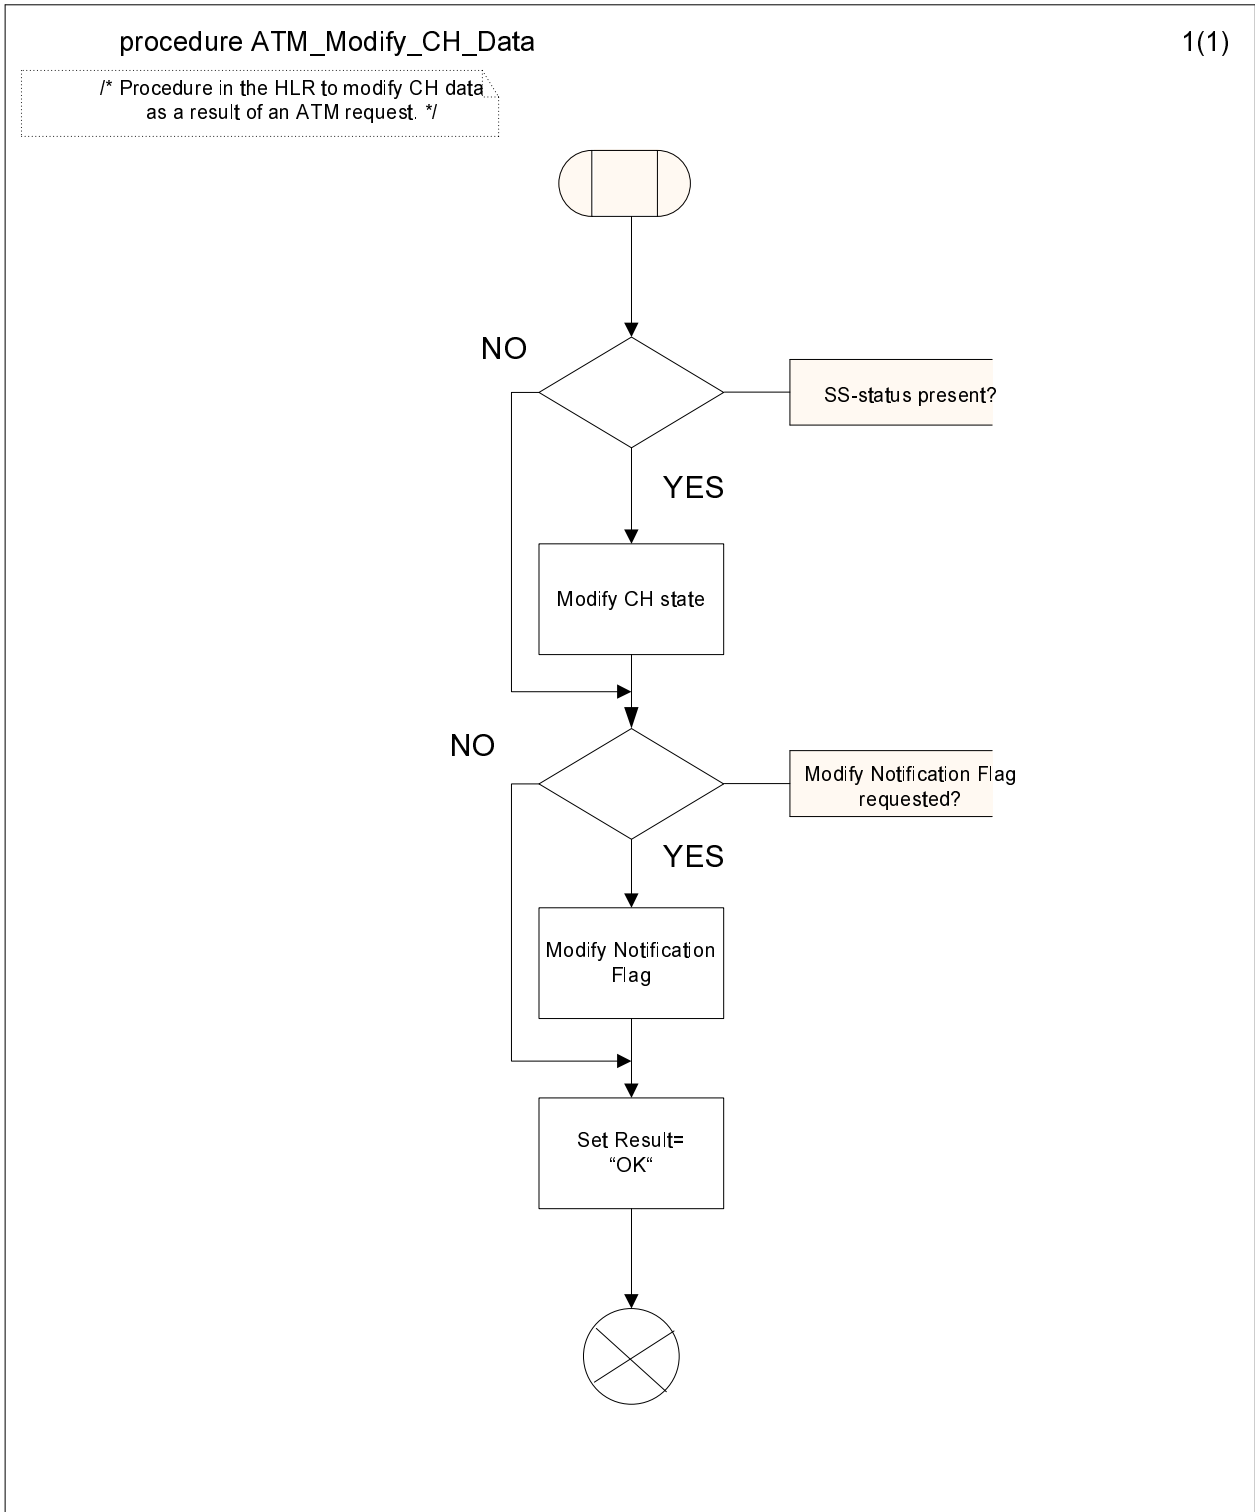 procedure ATM_Modify_CH_Data
1(1)
/* Procedure in the HLR to modify CH data
as a result of an ATM request. */
NO
SS-status present?
YES
Modify CH state
NO
Modify Notification Flag
requested?
YES
Modify Notification
Flag
Set Result=
“OK“